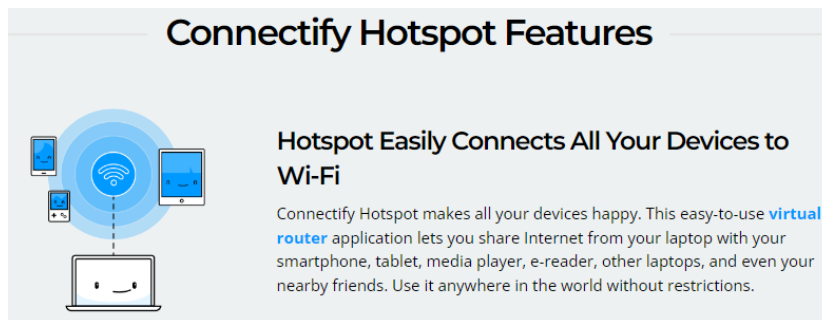 Connectify Hotspot Features
Hotspot Easily Connects All Your Devices to
Wi-Fi
Connectify Hotspot makes all your devices happy. This easy-to-use virtual
router application lets you share Internet from your laptop with your
smartphone, tablet, media player, e-reader, other laptops, and even your
nearby friends. Use it anywhere in the world without restrictions.